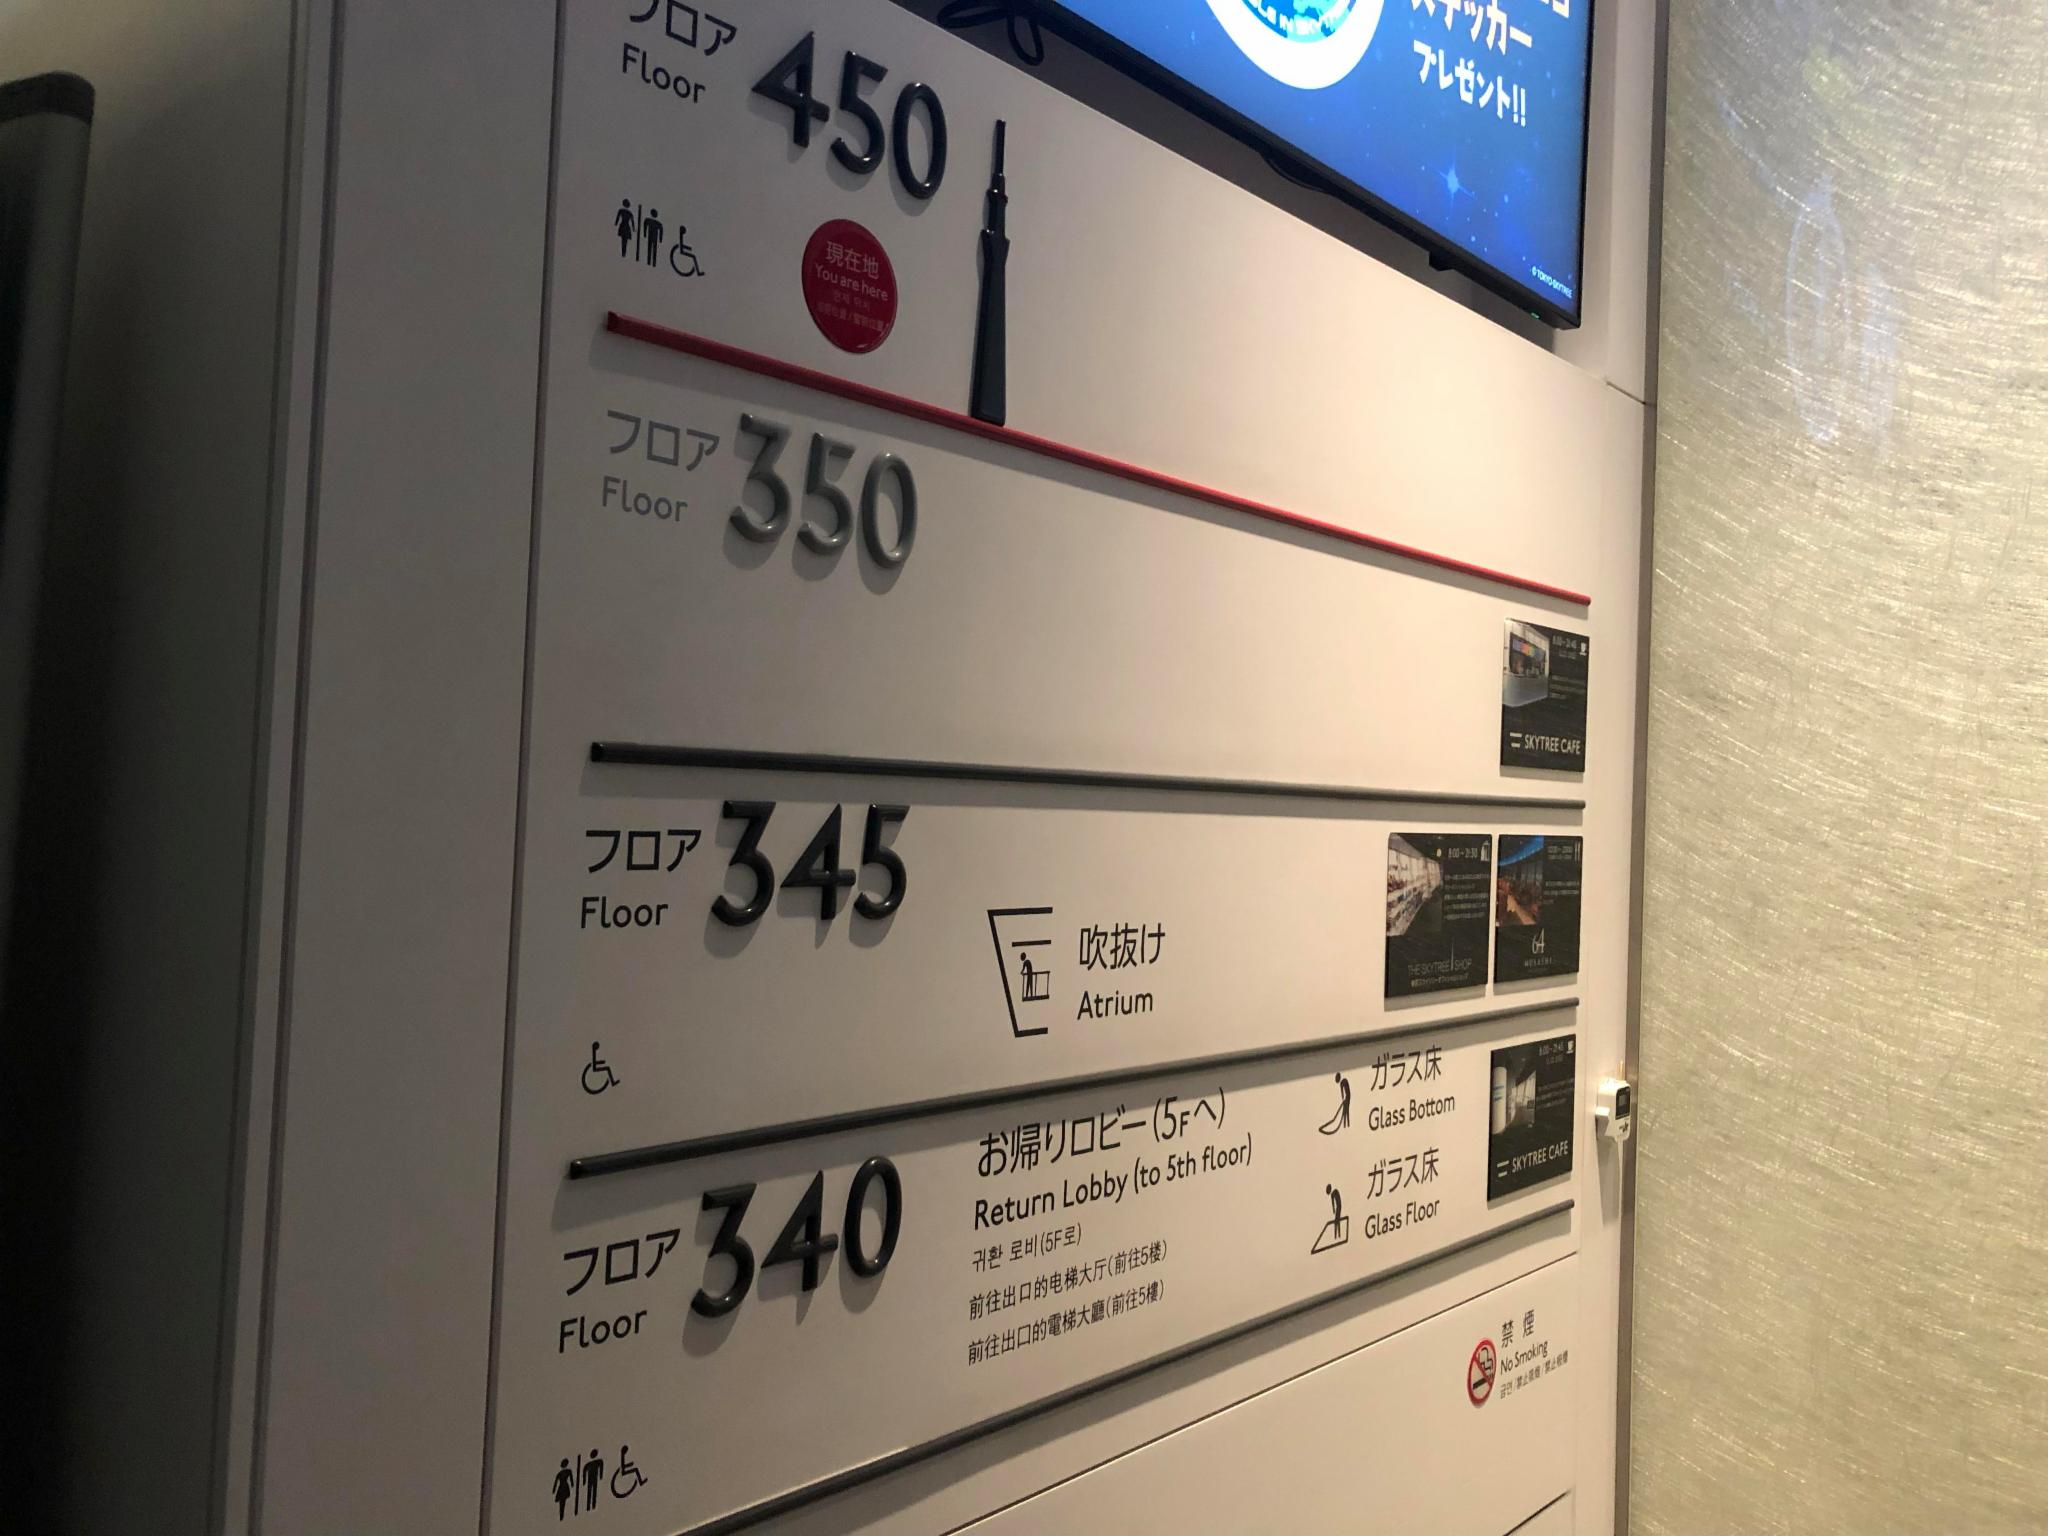 ステッカー
プレゼント!!
© TOKYO-SKYTREE
フロア
Floor
450
現在地
You are here
フロア
Floor
350
SKYTREE CAFE
フロア
Floor
345
吹抜け
Atrium
THE SKYTREE SHOP
フロア
Floor
340
お帰りロビー(5Fへ)
Return Lobby (to 5th floor)
귀환 로비(5F로)
前往出口的电梯大厅(前往5楼)
前往出口的電梯大廳(前往5樓)
ガラス床
Glass Bottom
ガラス床
Glass Floor
SKYTREE CAFE
禁煙
No Smoking